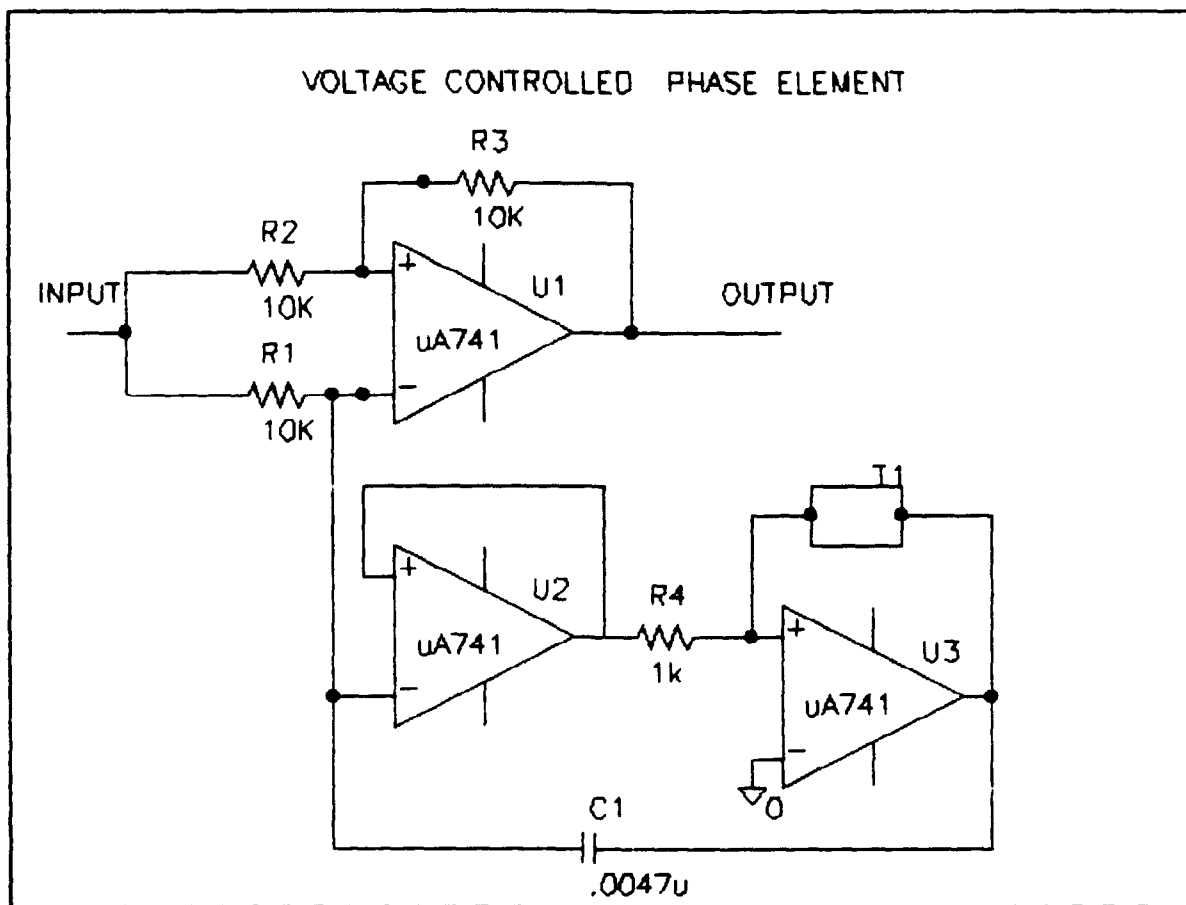 VOLTAGE CONTROLLED PHASE ELEMENT
R3
10K
R2
10K
INPUT
+
U1
OUTPUT
uA741
R1
10K
-
T1
+
U2
uA741
-
R4
1k
+
U3
uA741
-
0
C1
.0047u